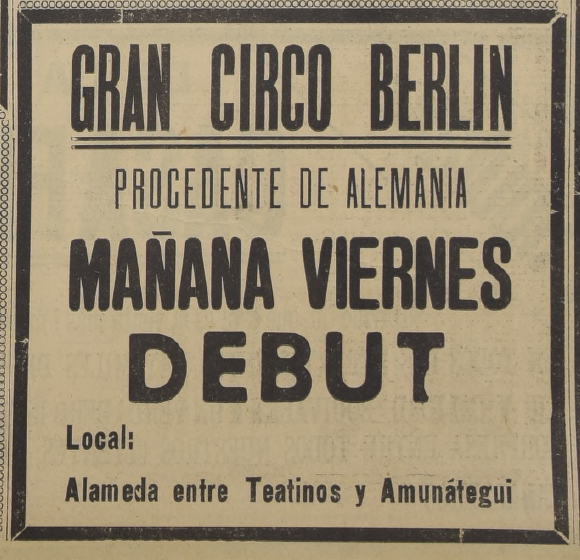 GRAN CIRCO BERLIN
PROCEDENTE DE ALEMANIA
MAÑANA VIERNES
DEBUT
Local:
Alameda entre Teatinos y Amunátegui